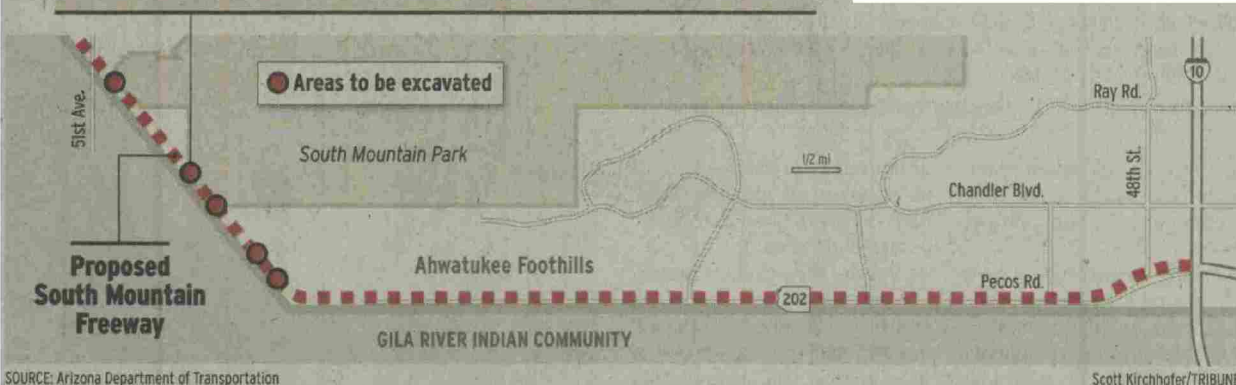 10
Ray Rd.
Areas to be excavated
51st Ave.
South Mountain Park
1/2 mi
48th St.
Chandler Blvd.
Proposed
South Mountain
Freeway
Ahwatukee Foothills
Pecos Rd.
202
GILA RIVER INDIAN COMMUNITY
SOURCE: Arizona Department of Transportation
Scott Kirchhofer/TRIBUNE